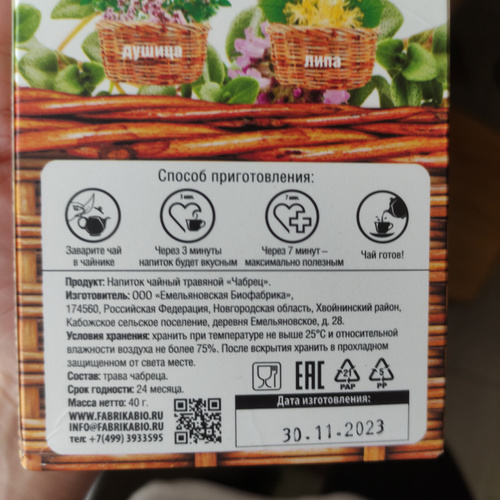 душица
липа
Способ приготовления:
1 мин.
7 мин.
Заварите чай
в чайнике
Через 3 минуты
напиток будет вкусным
Через 7 минут –
максимально полезным
Чай готов!
Продукт: Напиток чайный травяной «Чабрец».
Изготовитель: ООО «Емельяновская Биофабрика»,
174560, Российская Федерация, Новгородская область, Хвойнинский район,
Кабожское сельское поселение, деревня Емельяновское, д. 28.
Условия хранения: хранить при температуре не выше 25°С и относительной
влажности воздуха не более 75%. После вскрытия хранить в прохладном
защищенном от света месте.
Состав: трава чабреца.
Срок годности: 24 месяца.
Масса нетто: 40 г.
WWW.FABRIKABIO.RU
INFO@FABRIKABIO.RU
тел: +7(499) 3933595
EAC
21
PAP
5
PP
Дата изготовления:
30.11.2023